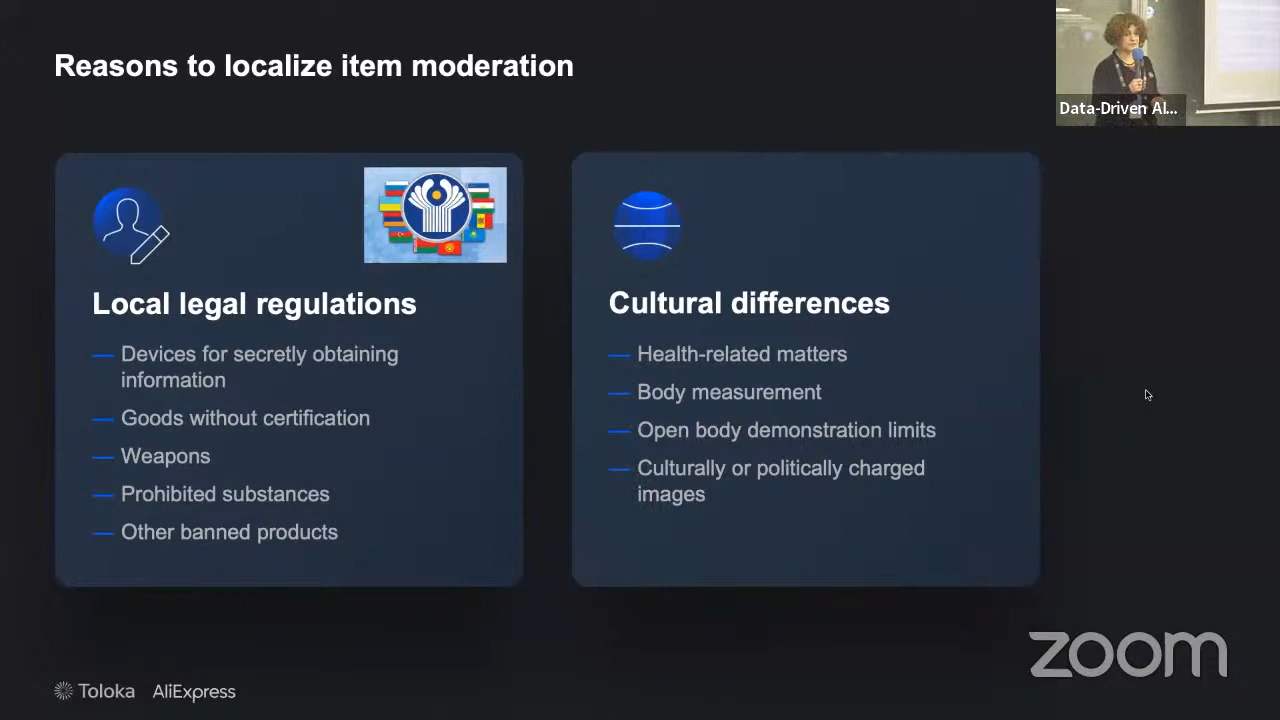 Reasons to localize item moderation
Data-Driven AI...
Local legal regulations
— Devices for secretly obtaining
information
— Goods without certification
— Weapons
— Prohibited substances
— Other banned products
Cultural differences
— Health-related matters
— Body measurement
— Open body demonstration limits
— Culturally or politically charged
images
Toloka AliExpress
zoom